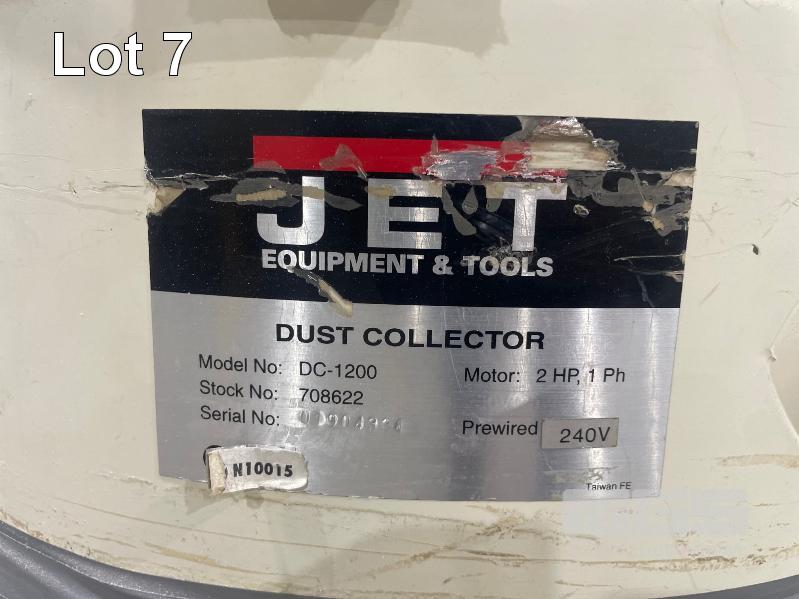 Lot 7
JET
EQUIPMENT & TOOLS
DUST COLLECTOR
Model No: DC-1200
Motor: 2 HP, 1 Ph
Stock No: 708622
Serial No:
Prewired 240V
N10015
Taiwan FE